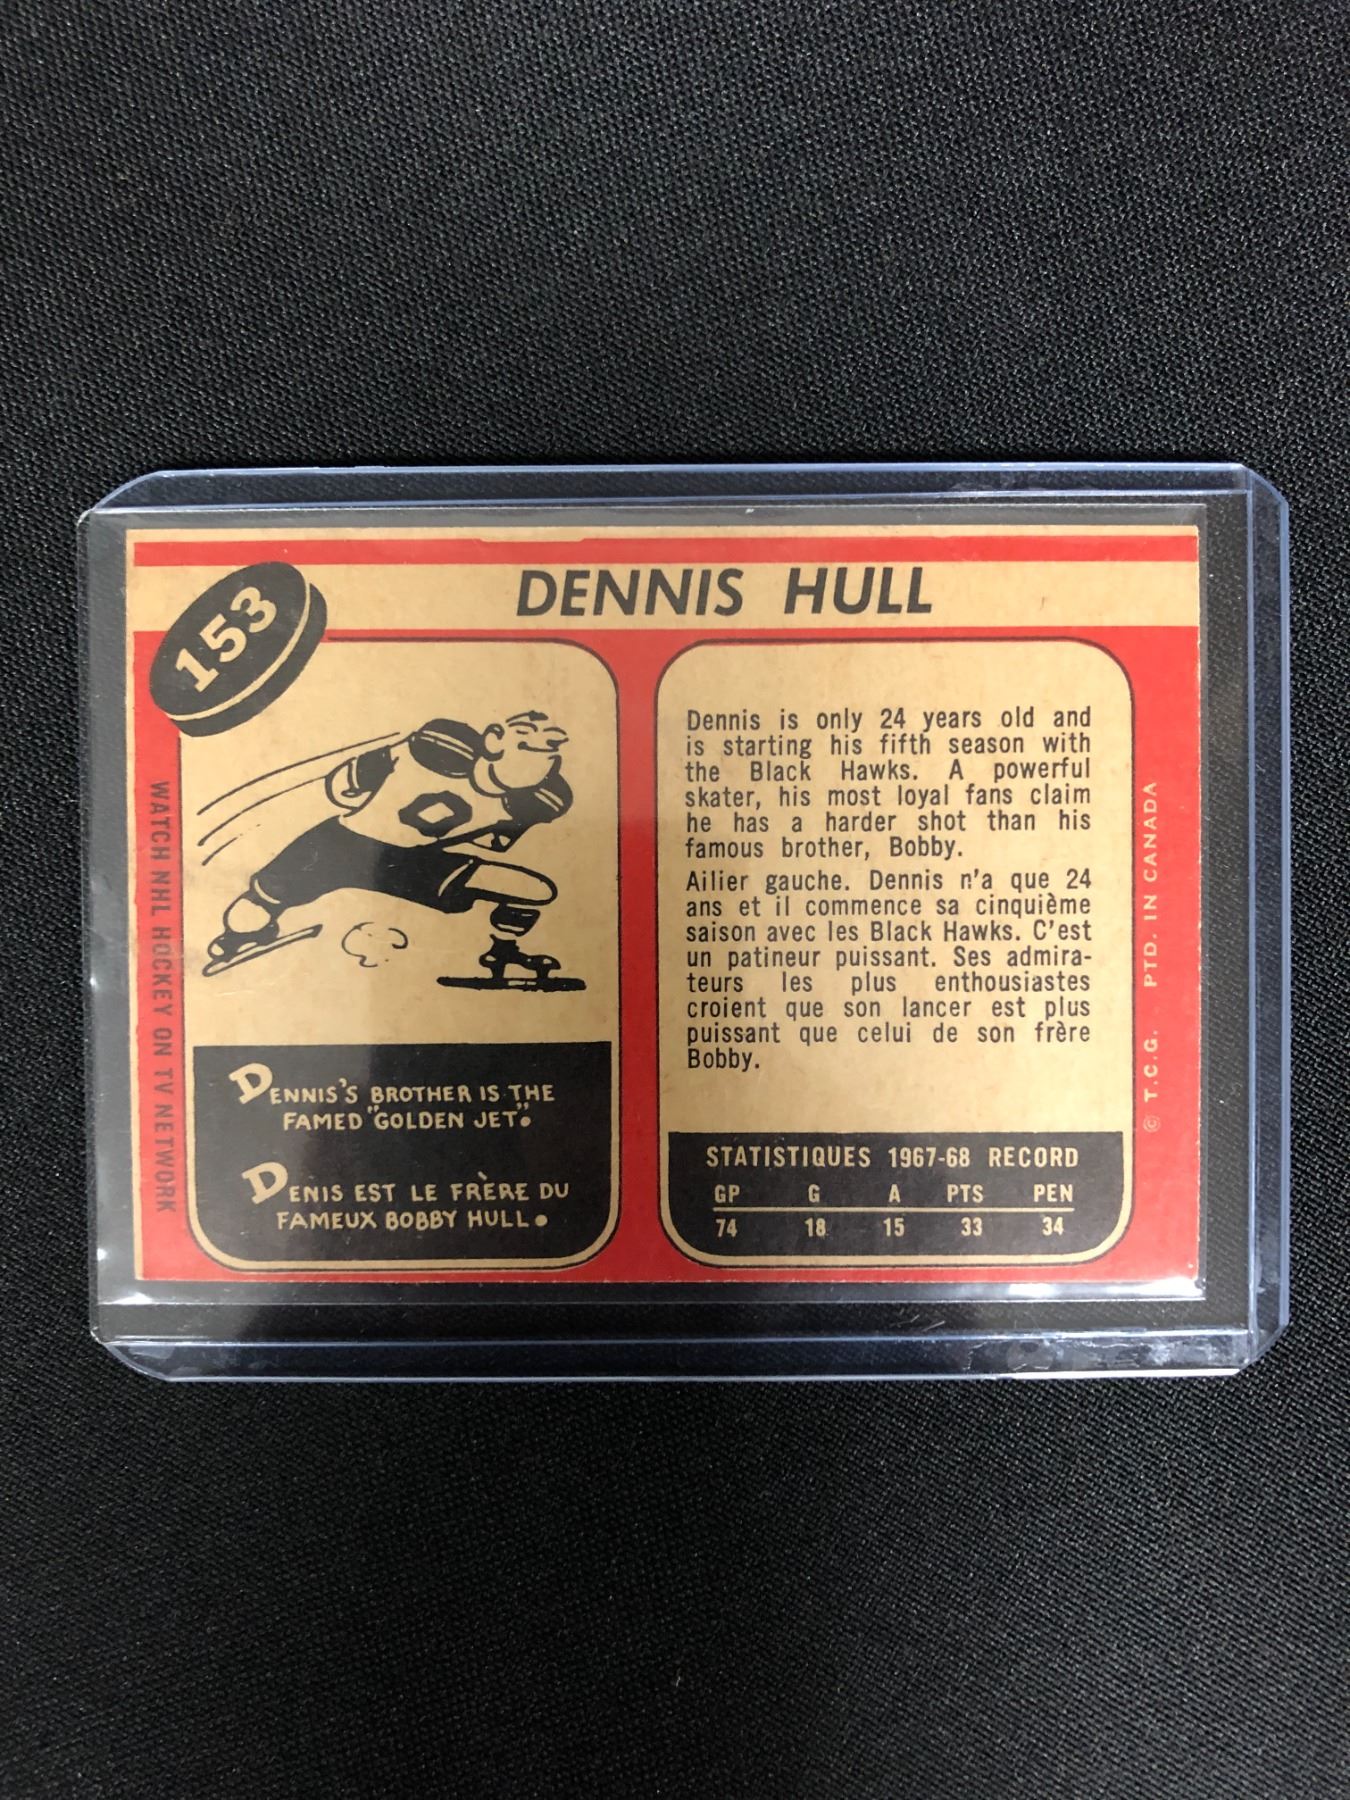 153
DENNIS HULL
WATCH NHL HOCKEY ON TV NETWORK
DENNIS'S BROTHER IS THE
FAMED "GOLDEN JET".
DENIS EST LE FRÈRE DU
FAMEUX BOBBY HULL.
Dennis is only 24 years old and
is starting his fifth season with
the Black Hawks. A powerful
skater, his most loyal fans claim
he has a harder shot than his
famous brother, Bobby.
Ailier gauche. Dennis n'a que 24
ans et il commence sa cinquième
saison avec les Black Hawks. C'est
un patineur puissant. Ses admira-
teurs les plus enthousiastes
croient que son lancer est plus
puissant que celui de son frère
Bobby.
STATISTIQUES 1967-68 RECORD
GP G A PTS PEN
74 18 15 33 34
© T.C.G. PTD. IN CANADA